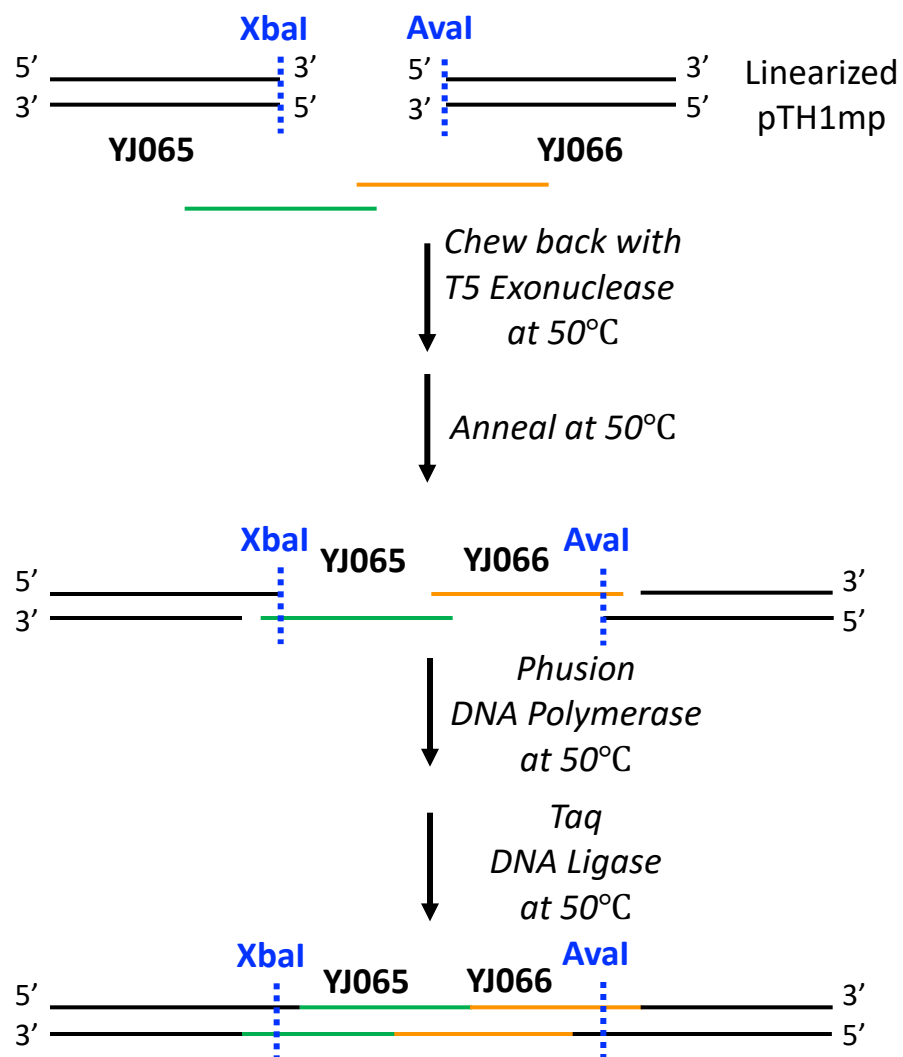 XbaI AvaI
5’ 3’ 5’ 3’ Linearized
3’ 5’ 3’ 5’ pTH1mp
YJ065 YJ066
Chew back with
T5 Exonuclease
at 50℃
Anneal at 50℃
XbaI YJ065 YJ066 AvaI
5’ 3’
3’ 5’
Phusion
DNA Polymerase
at 50℃
Taq
DNA Ligase
at 50℃
XbaI YJ065 YJ066 AvaI
5’ 3’
3’ 5’